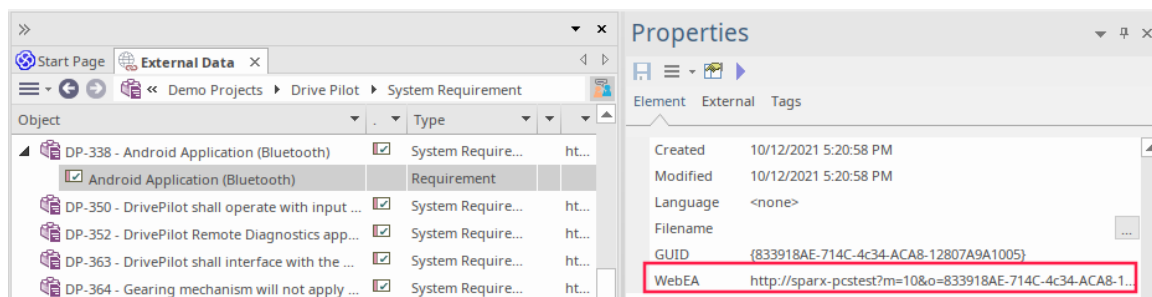 Start Page External Data
« Demo Projects Drive Pilot System Requirement
Object . Type
DP-338 - Android Application (Bluetooth) System Require... ht...
Android Application (Bluetooth) Requirement
DP-350 - DrivePilot shall operate with input ... System Require... ht...
DP-352 - DrivePilot Remote Diagnostics app... System Require... ht...
DP-363 - DrivePilot shall interface with the ... System Require... ht...
DP-364 - Gearing mechanism will not apply ... System Require... ht...
Properties
Element External Tags
Created 10/12/2021 5:20:58 PM
Modified 10/12/2021 5:20:58 PM
Language <none>
Filename ...
GUID {833918AE-714C-4c34-ACA8-12807A9A1005}
WebEA http://sparx-pcstest?m=10&o=833918AE-714C-4c34-ACA8-1...